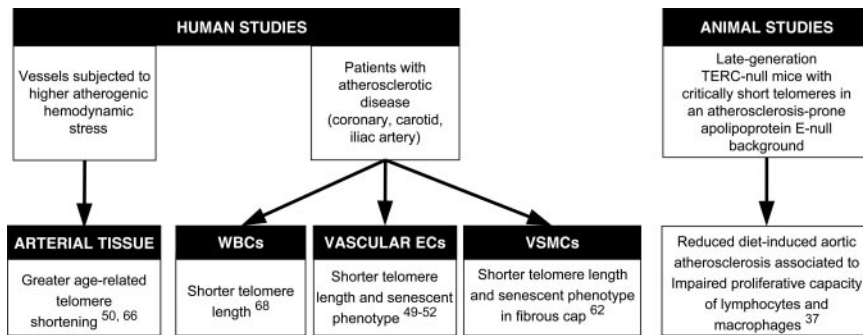 HUMAN STUDIES
Vessels subjected to
higher atherogenic
hemodynamic
stress
Patients with
atherosclerotic
disease
(coronary, carotid,
iliac artery)
ARTERIAL TISSUE
Greater age-related
telomere
shortening 50, 66
WBCs
Shorter telomere
length 68
VASCULAR ECs
Shorter telomere
length and senescent
phenotype 49-52
VSMCs
Shorter telomere length
and senescent phenotype
in fibrous cap 62
ANIMAL STUDIES
Late-generation
TERC-null mice with
critically short telomeres in
an atherosclerosis-prone
apolipoprotein E-null
background
Reduced diet-induced aortic
atherosclerosis associated to
Impaired proliferative capacity
of lymphocytes and
macrophages 37